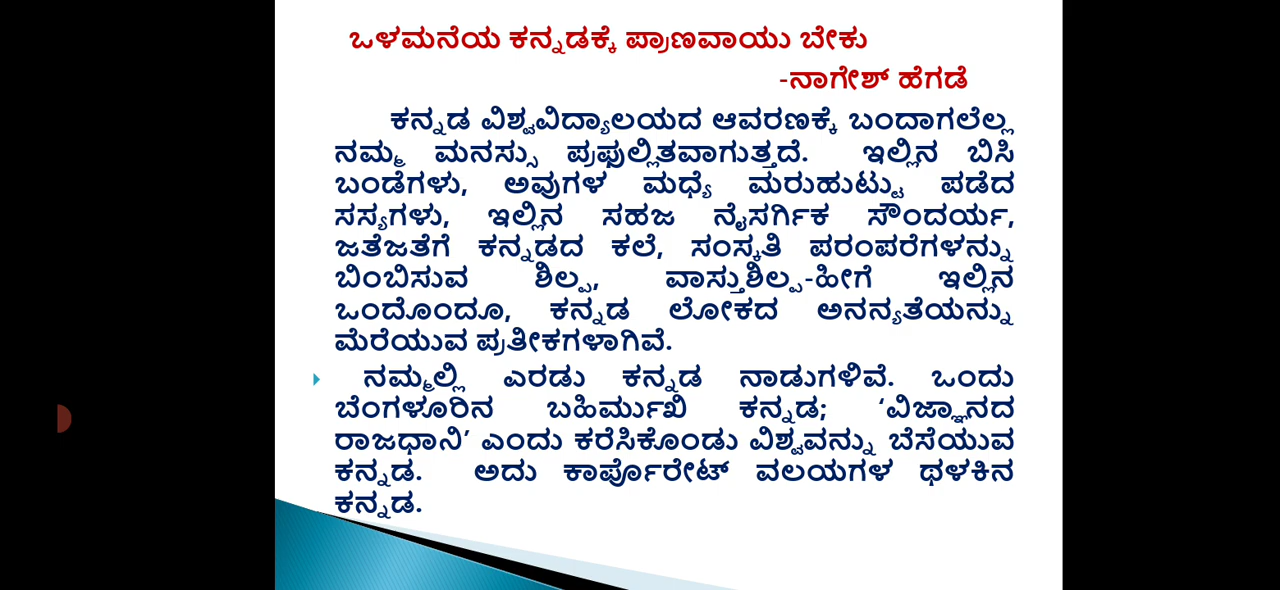 ಒಳಮನೆಯ ಕನ್ನಡಕ್ಕೆ ಪ್ರಾಣವಾಯು ಬೇಕು
-ನಾಗೇಶ್ ಹೆಗಡೆ
ಕನ್ನಡ ವಿಶ್ವವಿದ್ಯಾಲಯದ ಆವರಣಕ್ಕೆ ಬಂದಾಗಲೆಲ್ಲ
ನಮ್ಮ ಮನಸ್ಸು ಪ್ರಫುಲ್ಲಿತವಾಗುತ್ತದೆ. ಇಲ್ಲಿನ ಬಿಸಿ
ಬಂಡೆಗಳು, ಅವುಗಳ ಮಧ್ಯೆ ಮರುಹುಟ್ಟು ಪಡೆದ
ಸಸ್ಯಗಳು, ಇಲ್ಲಿನ ಸಹಜ ನೈಸರ್ಗಿಕ ಸೌಂದರ್ಯ,
ಜತೆಜತೆಗೆ ಕನ್ನಡದ ಕಲೆ, ಸಂಸ್ಕತಿ ಪರಂಪರೆಗಳನ್ನು
ಬಿಂಬಿಸುವ ಶಿಲ್ಪ, ವಾಸ್ತುಶಿಲ್ಪ-ಹೀಗೆ ಇಲ್ಲಿನ
ಒಂದೊಂದೂ, ಕನ್ನಡ ಲೋಕದ ಅನನ್ಯತೆಯನ್ನು
ಮೆರೆಯುವ ಪ್ರತೀಕಗಳಾಗಿವೆ.
ನಮ್ಮಲ್ಲಿ ಎರಡು ಕನ್ನಡ ನಾಡುಗಳಿವೆ. ಒಂದು
ಬೆಂಗಳೂರಿನ ಬಹಿರ್ಮುಖಿ ಕನ್ನಡ; ‘ವಿಜ್ಞಾನದ
ರಾಜಧಾನಿ’ ಎಂದು ಕರೆಸಿಕೊಂಡು ವಿಶ್ವವನ್ನು ಬೆಸೆಯುವ
ಕನ್ನಡ. ಅದು ಕಾರ್ಪೊರೇಟ್ ವಲಯಗಳ ಥಳಕಿನ
ಕನ್ನಡ.